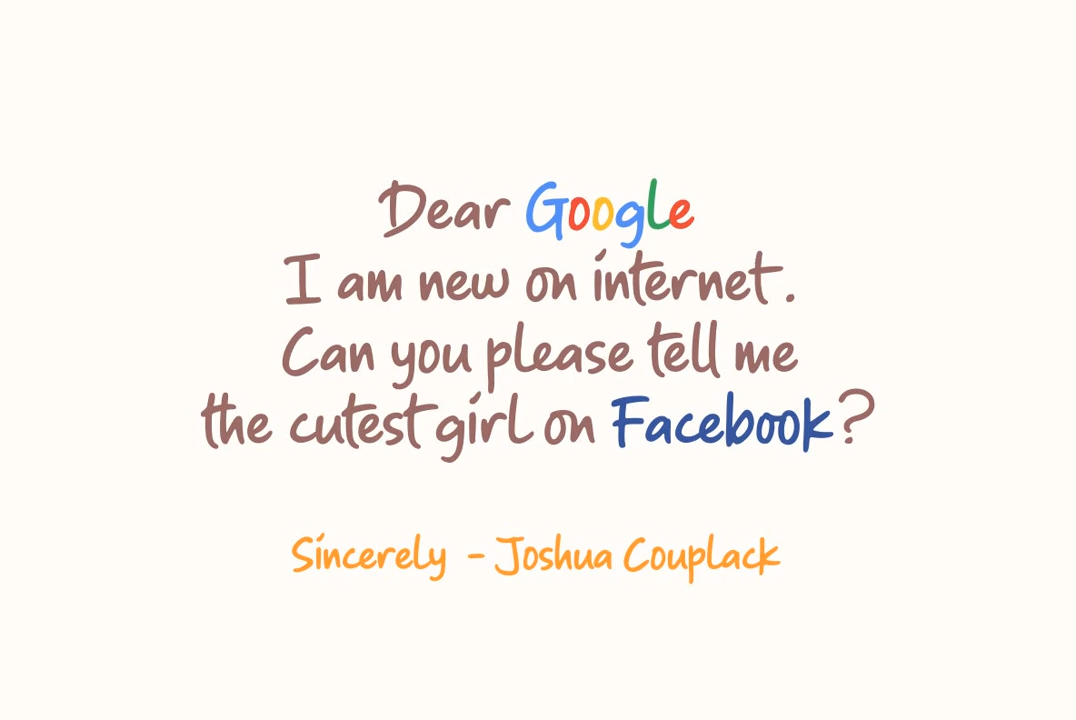 Dear Google
I am new on internet.
Can you please tell me
the cutest girl on Facebook?
Sincerely - Joshua Couplack